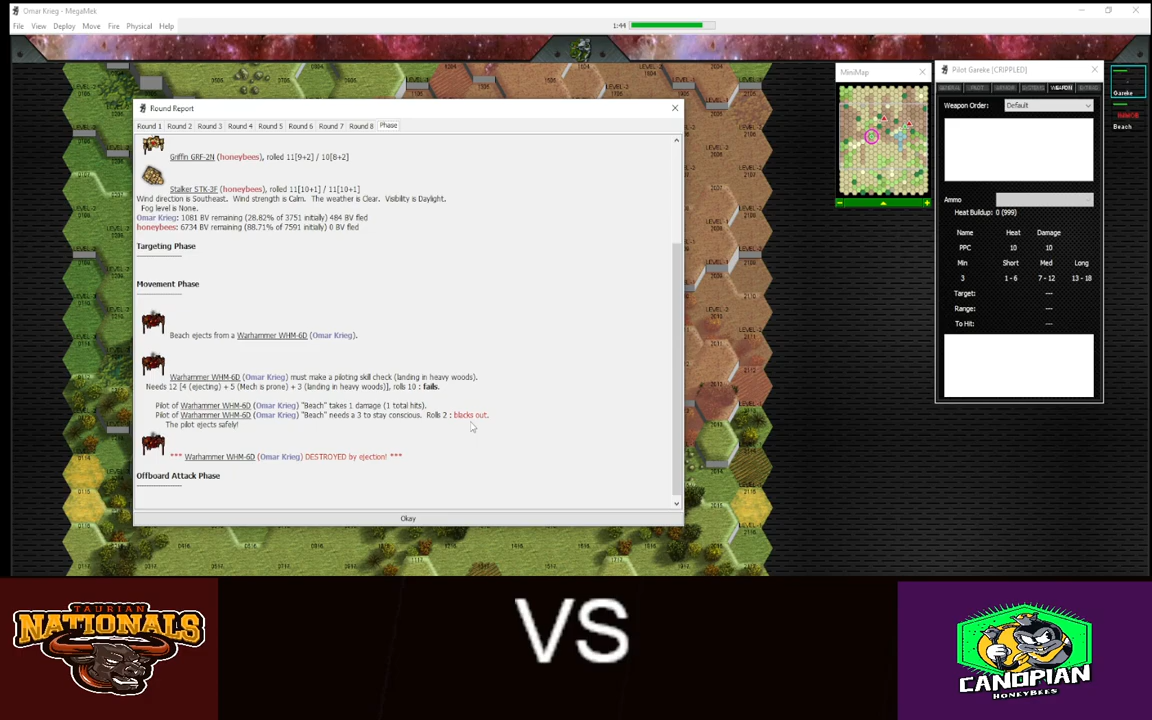 Omar Krieg - MegaMek
File View Deploy Move Fire Physical Help
1:44
Round Report
Round 1 Round 2 Round 3 Round 4 Round 5 Round 6 Round 7 Round 8 Phase
Griffin GRF-2N (honeybees), rolled 11[9+2] / 10[8+2]
Stalker STK-3F (honeybees), rolled 11[10+1] / 11[10+1]
Wind direction is Southeast. Wind strength is Calm. The weather is Clear. Visibility is Daylight.
Fog level is None.
Omar Krieg: 1081 BV remaining (28.82% of 3751 initially) 484 BV fled
honeybees: 6734 BV remaining (88.71% of 7591 initially) 0 BV fled
Targeting Phase
Movement Phase
Beach ejects from a Warhammer WHM-6D (Omar Krieg).
Warhammer WHM-6D (Omar Krieg) must make a piloting skill check (landing in heavy woods).
Needs 12 [4 (ejecting) + 5 (Mech is prone) + 3 (landing in heavy woods)], rolls 10 : fails.
Pilot of Warhammer WHM-6D (Omar Krieg) "Beach" takes 1 damage (1 total hits).
Pilot of Warhammer WHM-6D (Omar Krieg) "Beach" needs a 3 to stay conscious. Rolls 2 : blacks out.
The pilot ejects safely!
*** Warhammer WHM-6D (Omar Krieg) DESTROYED by ejection! ***
Offboard Attack Phase
Okay
MiniMap
Pilot Gareke [CRIPPLED]
GENERAL PILOT ARMOR SYSTEMS WEAPON EXTRAS
Weapon Order: Default
Ammo
Heat Buildup: 0 (999)
Name Heat Damage
PPC 10 10
Min Short Med Long
3 1 - 6 7 - 12 13 - 18
Target: ---
Range: ---
To Hit: ---
Gareke
Beach
TAURIAN
NATIONALS
VS
CANOPIAN
HONEYBEES